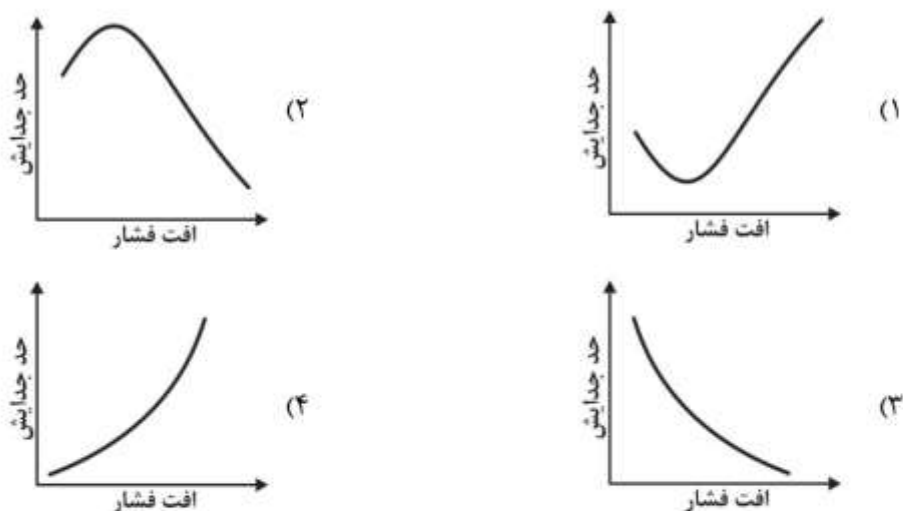 (۱
حد جدایش
افت فشار
(۲
حد جدایش
افت فشار
(۳
حد جدایش
افت فشار
(۴
حد جدایش
افت فشار